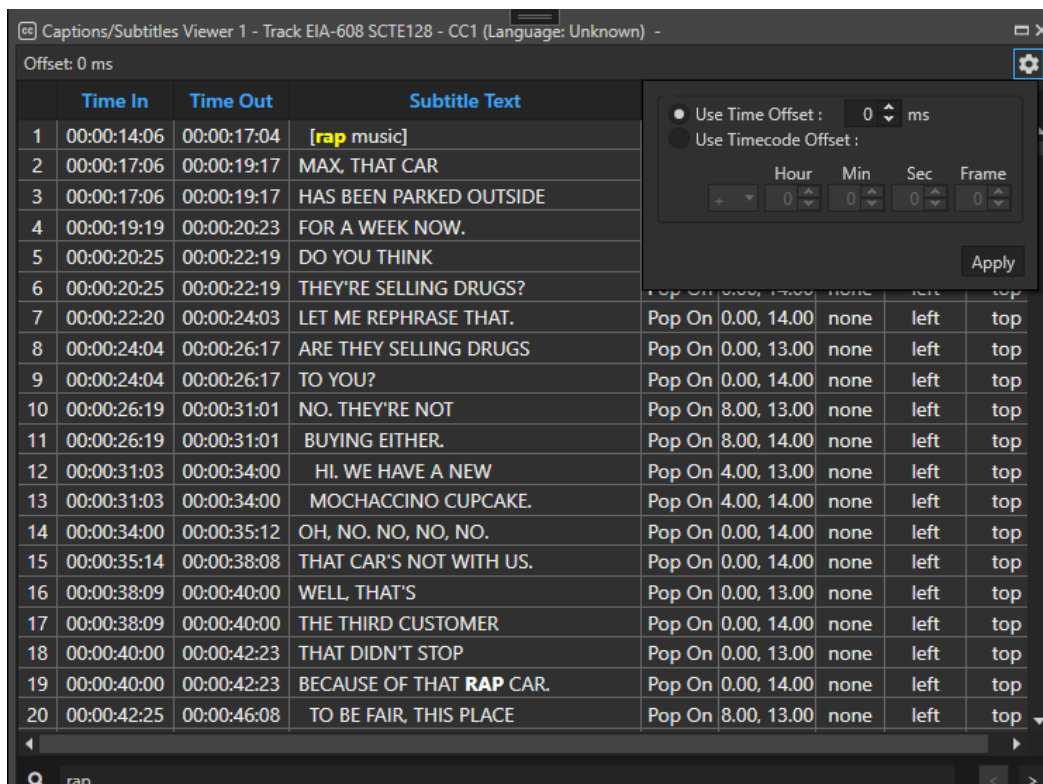 Captions/Subtitles Viewer 1 - Track EIA-608 SCTE128 - CC1 (Language: Unknown) -
Offset: 0 ms
Time In Time Out Subtitle Text
Use Time Offset : 0 ms
Use Timecode Offset :
Hour Min Sec Frame
+ 0 0 0 0
Apply
1 00:00:14:06 00:00:17:04 [rap music]
2 00:00:17:06 00:00:19:17 MAX, THAT CAR
3 00:00:17:06 00:00:19:17 HAS BEEN PARKED OUTSIDE
4 00:00:19:19 00:00:20:23 FOR A WEEK NOW.
5 00:00:20:25 00:00:22:19 DO YOU THINK
6 00:00:20:25 00:00:22:19 THEY'RE SELLING DRUGS? Pop On 0.00, 14.00 none left top
7 00:00:22:20 00:00:24:03 LET ME REPHRASE THAT. Pop On 0.00, 14.00 none left top
8 00:00:24:04 00:00:26:17 ARE THEY SELLING DRUGS Pop On 0.00, 13.00 none left top
9 00:00:24:04 00:00:26:17 TO YOU? Pop On 0.00, 14.00 none left top
10 00:00:26:19 00:00:31:01 NO. THEY'RE NOT Pop On 8.00, 13.00 none left top
11 00:00:26:19 00:00:31:01 BUYING EITHER. Pop On 8.00, 14.00 none left top
12 00:00:31:03 00:00:34:00 HI. WE HAVE A NEW Pop On 4.00, 13.00 none left top
13 00:00:31:03 00:00:34:00 MOCHACCINO CUPCAKE. Pop On 4.00, 14.00 none left top
14 00:00:34:00 00:00:35:12 OH, NO. NO, NO, NO. Pop On 0.00, 14.00 none left top
15 00:00:35:14 00:00:38:08 THAT CAR'S NOT WITH US. Pop On 0.00, 14.00 none left top
16 00:00:38:09 00:00:40:00 WELL, THAT'S Pop On 0.00, 13.00 none left top
17 00:00:38:09 00:00:40:00 THE THIRD CUSTOMER Pop On 0.00, 14.00 none left top
18 00:00:40:00 00:00:42:23 THAT DIDN'T STOP Pop On 0.00, 13.00 none left top
19 00:00:40:00 00:00:42:23 BECAUSE OF THAT RAP CAR. Pop On 0.00, 14.00 none left top
20 00:00:42:25 00:00:46:08 TO BE FAIR, THIS PLACE Pop On 8.00, 13.00 none left top
rap